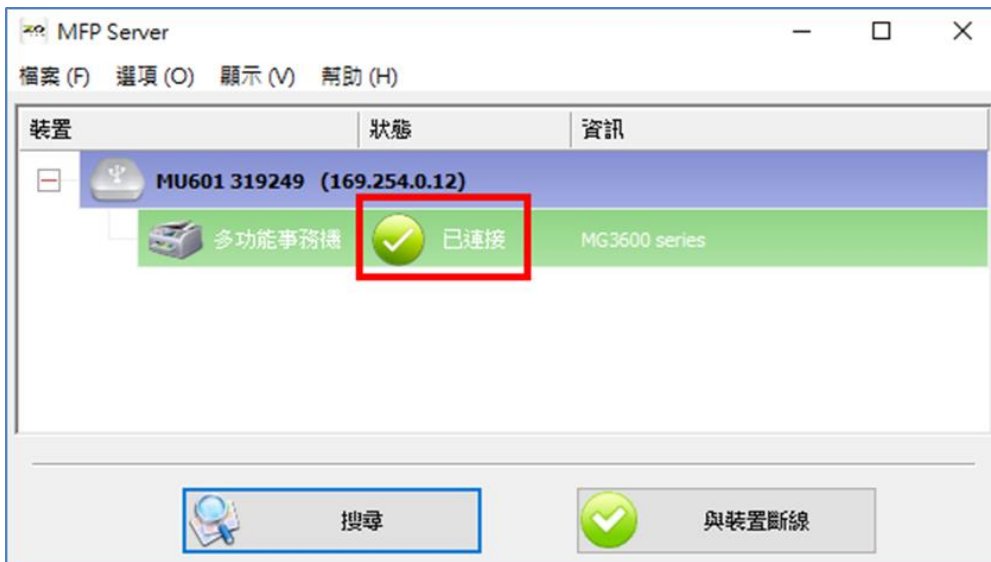 MFP Server
檔案 (F) 選項 (O) 顯示 (V) 幫助 (H)
裝置 狀態 資訊
MU601 319249 (169.254.0.12)
多功能事務機 已連接 MG3600 series
搜尋 與裝置斷線